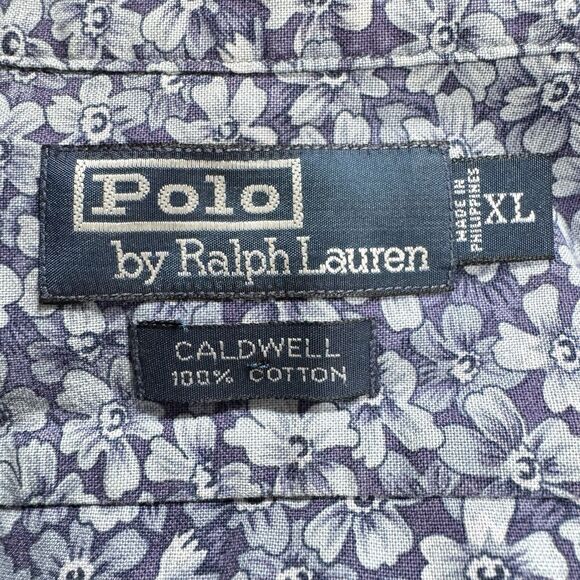 Polo
by Ralph Lauren
MADE IN
PHILIPPINES
XL
CALDWELL
100% COTTON